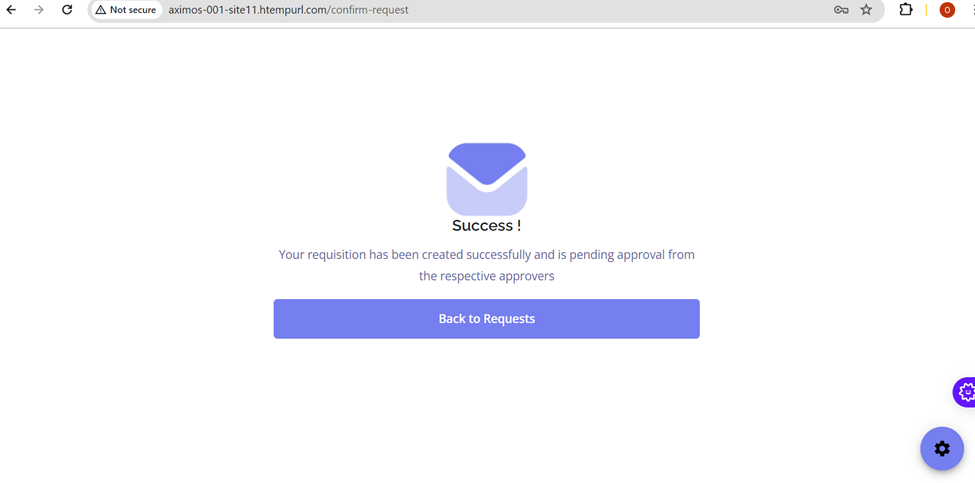 Not secure
aximos-001-site11.htempurl.com/confirm-request
O
Success !
Your requisition has been created successfully and is pending approval from
the respective approvers
Back to Requests